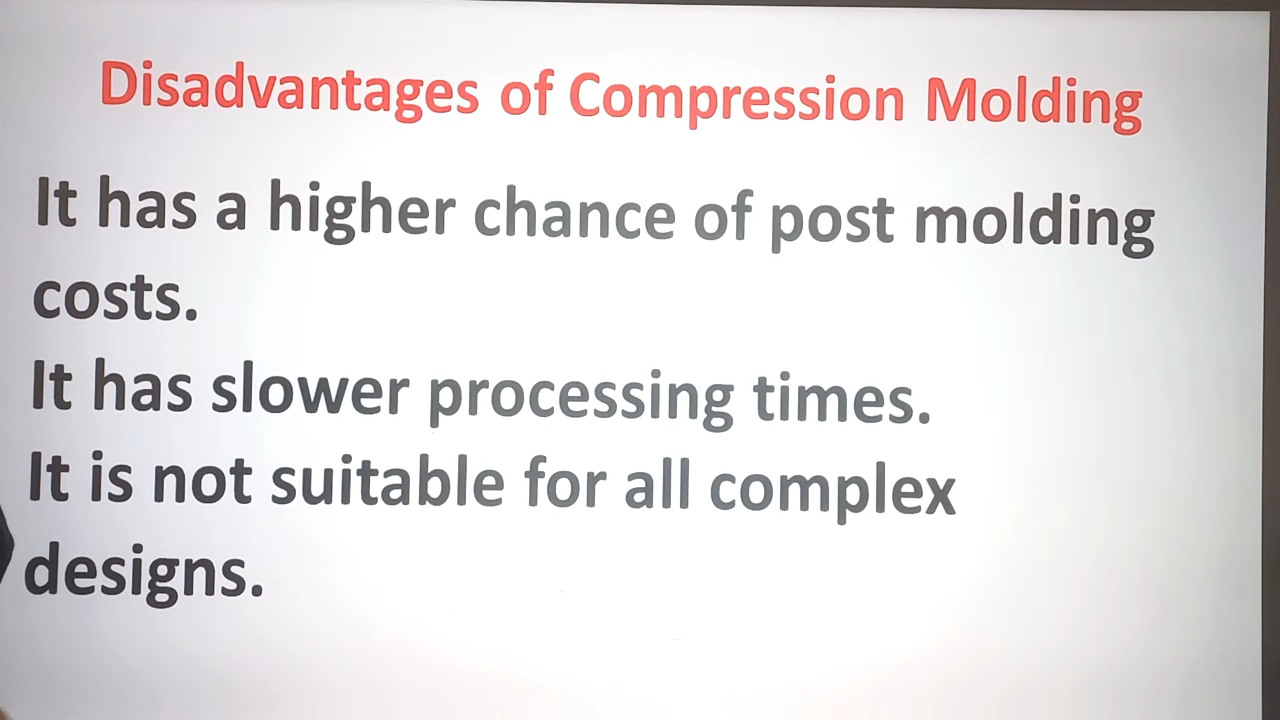 Disadvantages of Compression Molding
It has a higher chance of post molding
costs.
It has slower processing times.
It is not suitable for all complex
designs.